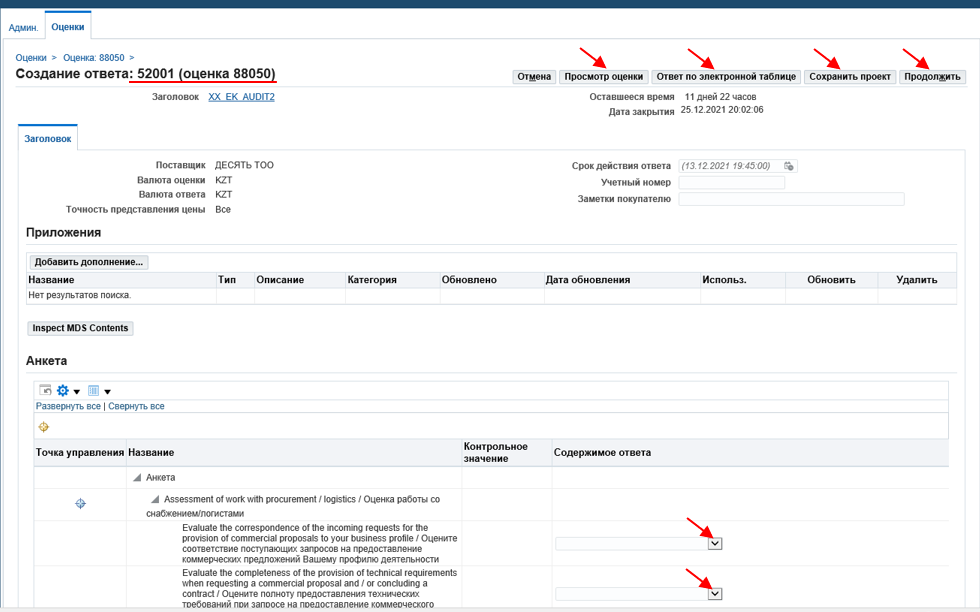 Админ. Оценки
Оценки > Оценка: 88050 >
Создание ответа: 52001 (оценка 88050)
Отмена Просмотр оценки Ответ по электронной таблице Сохранить проект Продолжить
Заголовок XX_EK_AUDIT2
Оставшееся время 11 дней 22 часов
Дата закрытия 25.12.2021 20:02:06
Заголовок
Поставщик ДЕСЯТЬ ТОО
Валюта оценки KZT
Валюта ответа KZT
Точность представления цены Все
Срок действия ответа (13.12.2021 19:45:00)
Учетный номер
Заметки покупателю
Приложения
Добавить дополнение...
Название Тип Описание Категория Обновлено Дата обновления Использ. Обновить Удалить
Нет результатов поиска.
Inspect MDS Contents
Анкета
Развернуть все | Свернуть все
Точка управления Название Контрольное значение Содержимое ответа
Анкета
Assessment of work with procurement / logistics / Оценка работы со
снабжением/логистами
Evaluate the correspondence of the incoming requests for the
provision of commercial proposals to your business profile / Оцените
соответствие поступающих запросов на предоставление
коммерческих предложений Вашему профилю деятельности
Evaluate the completeness of the provision of technical requirements
when requesting a commercial proposal and / or concluding a
contract / Оцените полноту предоставления технических
требований при запросе на предоставление коммерческого